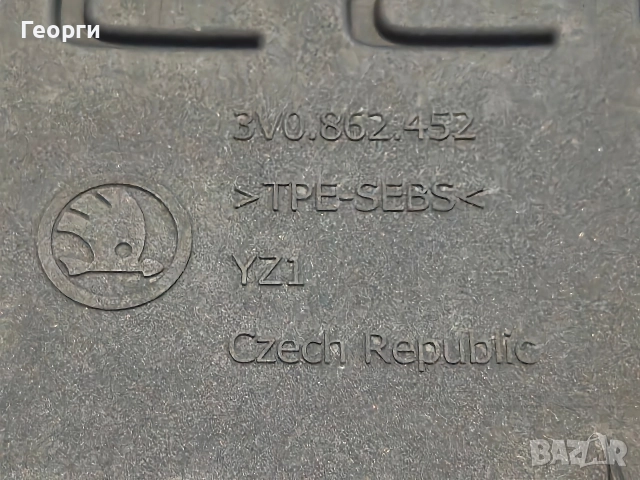 Георги
3V0.862.452
>TPE-SEBS<
YZ1
Czech Republic
BAZAR